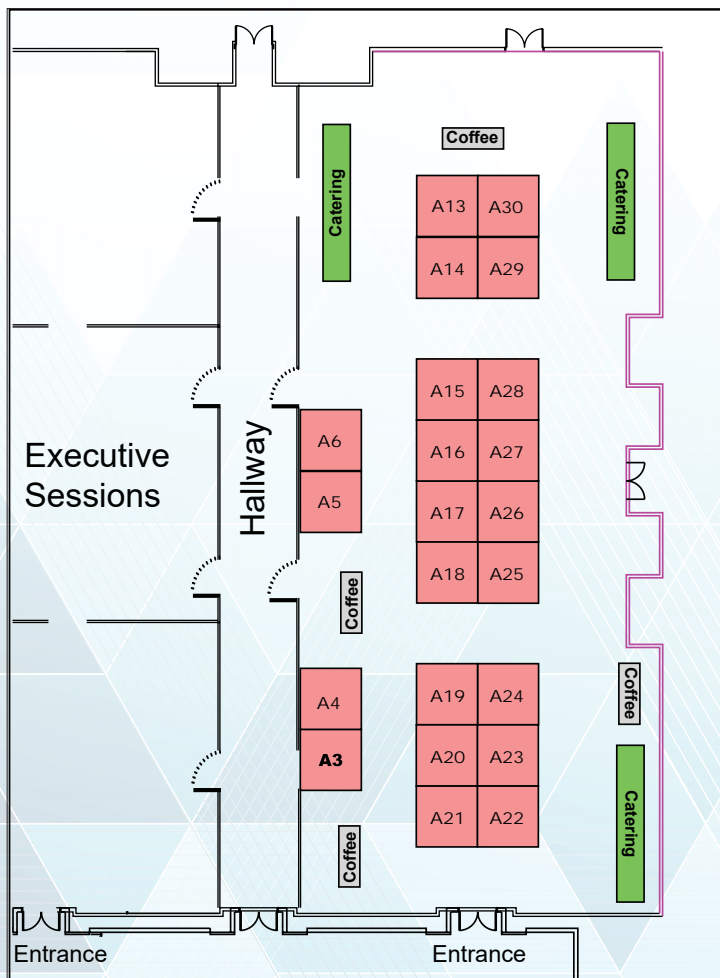 Coffee
Catering
Catering
A13 A30
A14 A29
A15 A28
A6
A16 A27
Executive
Sessions
Hallway
A5
A17 A26
A18 A25
Coffee
A4
A19 A24
Coffee
A3
A20 A23
A21 A22
Catering
Coffee
Entrance
Entrance